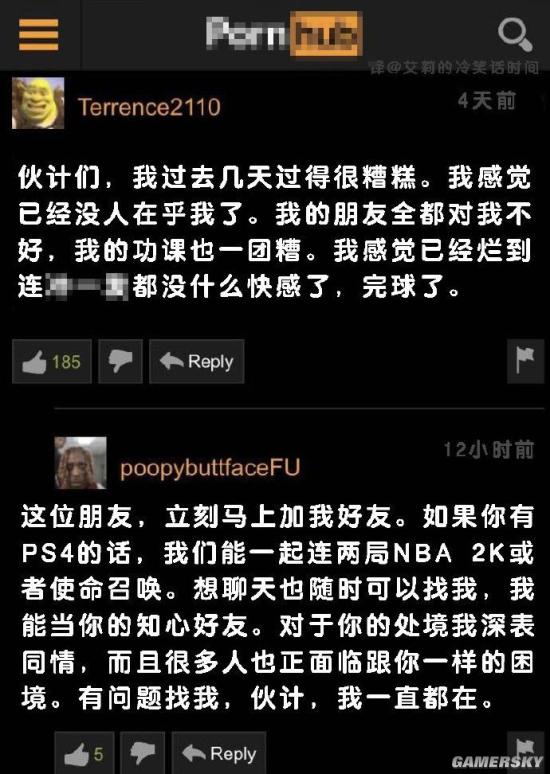 Porn hub
译@艾莉的冷笑话时间
Terrence2110
4天前
伙计们，我过去几天过得很糟糕。我感觉
已经没人在乎我了。我的朋友全都对我不
好，我的功课也一团糟。我感觉已经烂到
连一都没什么快感了，完球了。
185
Reply
poopybuttfaceFU
12小时前
这位朋友，立刻马上加我好友。如果你有
PS4的话，我们能一起连两局NBA 2K或
者使命召唤。想聊天也随时可以找我，我
能当你的知心好友。对于你的处境我深表
同情，而且很多人也正面临跟你一样的困
境。有问题找我，伙计，我一直都在。
5
Reply
GAMERSKY